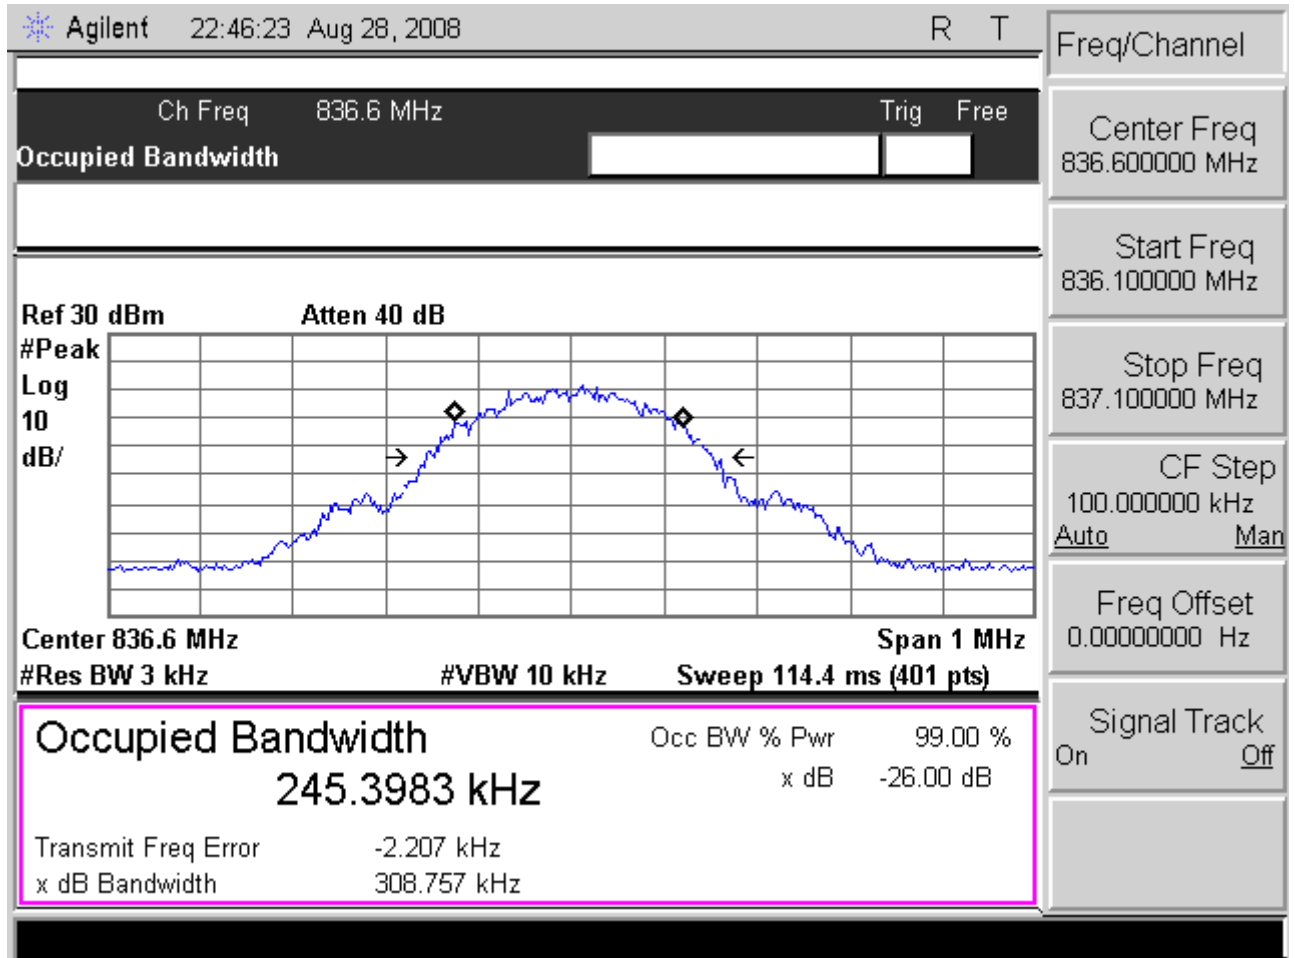 Agilent 22:46:23 Aug 28, 2008 R T
Freq/Channel
Ch Freq 836.6 MHz Trig Free
Occupied Bandwidth
Center Freq
836.600000 MHz
Start Freq
836.100000 MHz
Stop Freq
837.100000 MHz
CF Step
100.000000 kHz
Auto Man
Freq Offset
0.00000000 Hz
Signal Track
On Off
Ref 30 dBm Atten 40 dB
#Peak
Log
10
dB/
Center 836.6 MHz Span 1 MHz
#Res BW 3 kHz #VBW 10 kHz Sweep 114.4 ms (401 pts)
Occupied Bandwidth
245.3983 kHz
Occ BW % Pwr 99.00 %
x dB -26.00 dB
Transmit Freq Error -2.207 kHz
x dB Bandwidth 308.757 kHz